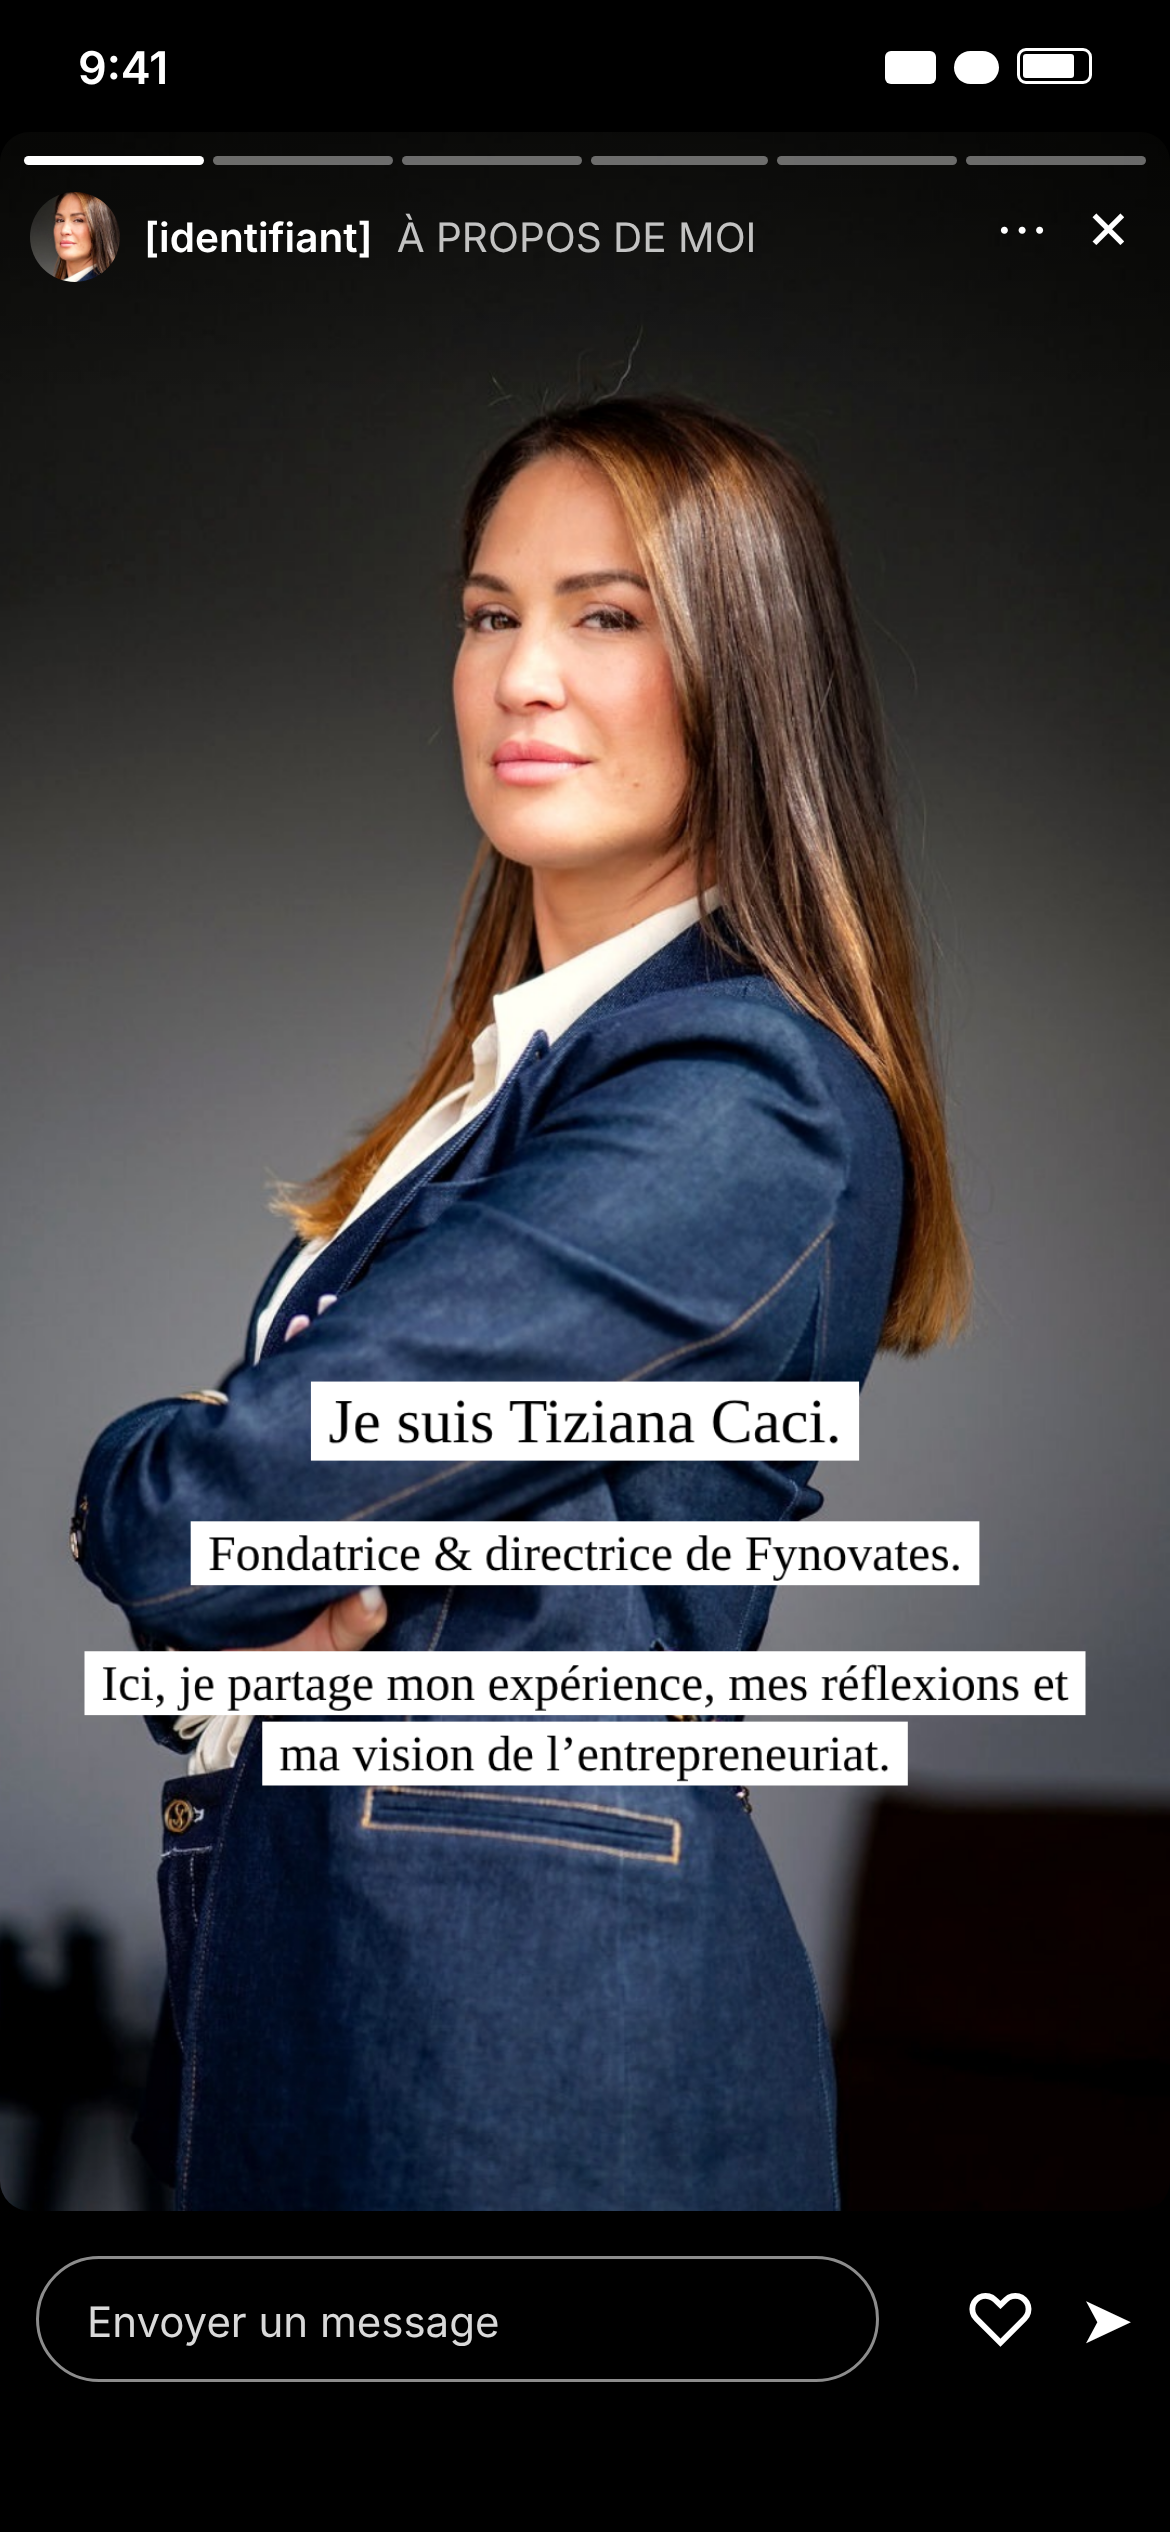 9:41
[identifiant] À PROPOS DE MOI
Je suis Tiziana Caci.
Fondatrice & directrice de Fynovates.
Ici, je partage mon expérience, mes réflexions et
ma vision de l’entrepreneuriat.
Envoyer un message